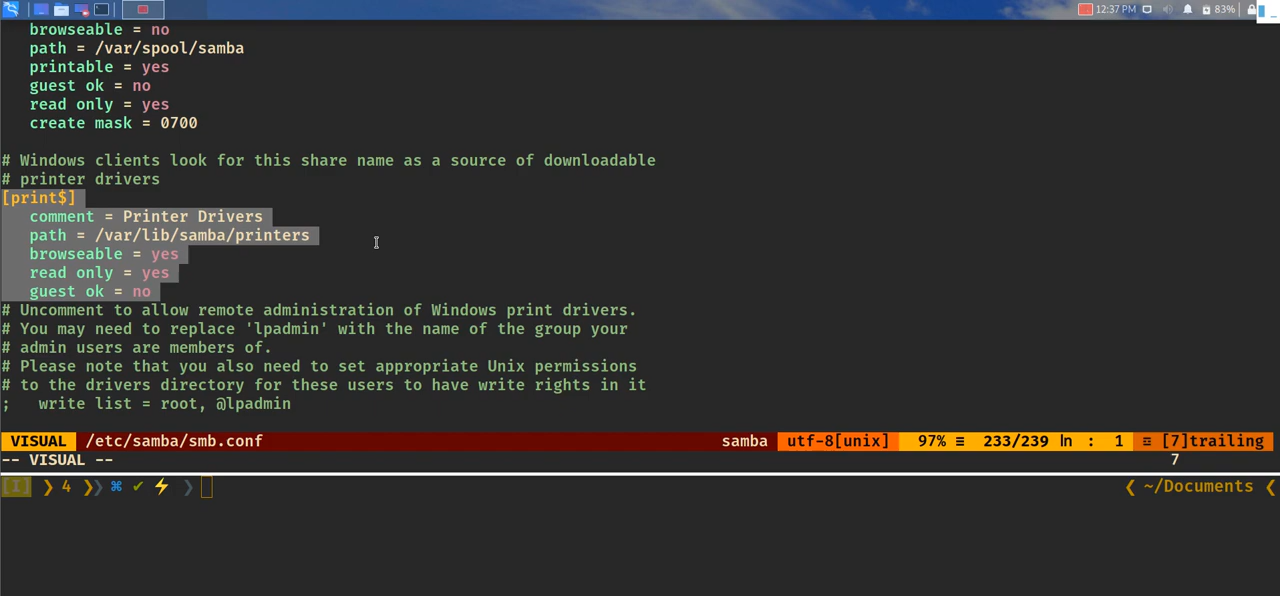 12:37 PM 83%
browseable = no
path = /var/spool/samba
printable = yes
guest ok = no
read only = yes
create mask = 0700
# Windows clients look for this share name as a source of downloadable
# printer drivers
[print$]
comment = Printer Drivers
path = /var/lib/samba/printers
browseable = yes
read only = yes
guest ok = no
# Uncomment to allow remote administration of Windows print drivers.
# You may need to replace 'lpadmin' with the name of the group your
# admin users are members of.
# Please note that you also need to set appropriate Unix permissions
# to the drivers directory for these users to have write rights in it
;   write list = root, @lpadmin
VISUAL /etc/samba/smb.conf samba utf-8[unix] 97% ≡ 233/239 ln : 1 ≡ [7]trailing
-- VISUAL -- 7
[I] ❯ 4 ❯❯ ⌘ ✔ ⚡ ❯ ❮ ~/Documents ❮